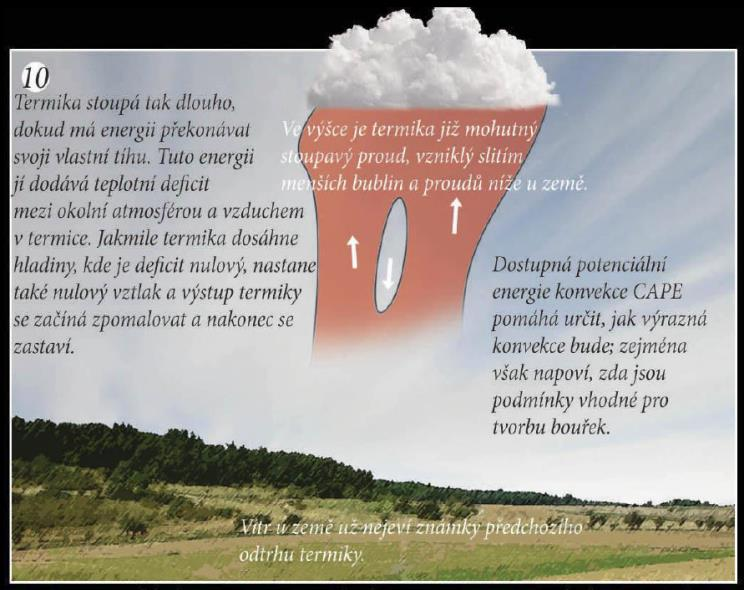 10
Termika stoupá tak dlouho,
dokud má energii překonávat
svoji vlastní tíhu. Tuto energii
jí dodává teplotní deficit
mezi okolní atmosférou a vzduchem
v termice. Jakmile termika dosáhne
hladiny, kde je deficit nulový, nastane
také nulový vztlak a výstup termiky
se začíná zpomalovat a nakonec se
zastaví.
Ve výšce je termika již mohutný
stoupavý proud, vzniklý slitím
menších bublin a proudů níže u země.
Dostupná potenciální
energie konvekce CAPE
pomáhá určit, jak výrazná
konvekce bude; zejména
však napoví, zda jsou
podmínky vhodné pro
tvorbu bouřek.
Vítr u země už nejeví známky předchozího
odtrhu termiky.